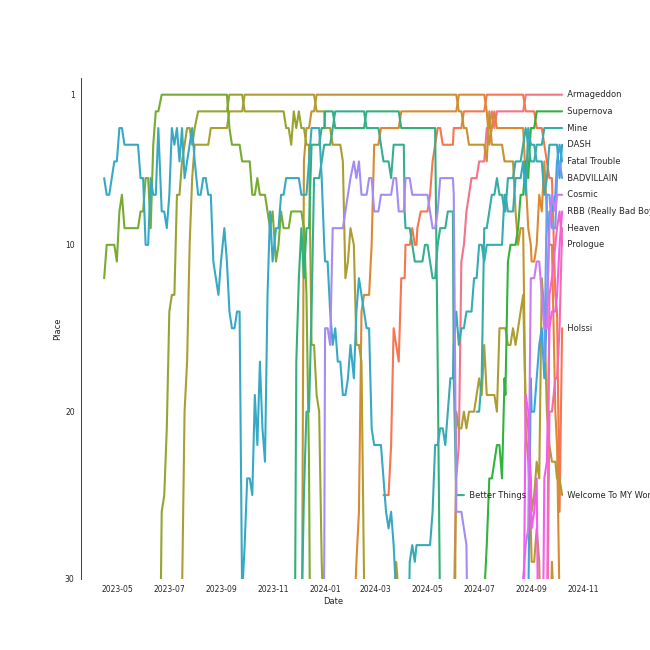 1
10
20
30
Place
2023-05
2023-07
2023-09
2023-11
2024-01
2024-03
2024-05
2024-07
2024-09
2024-11
Date
Armageddon
Supernova
Mine
DASH
Fatal Trouble
BADVILLAIN
Cosmic
RBB (Really Bad Boy
Heaven
Prologue
Holssi
Better Things
Welcome To MY Wor